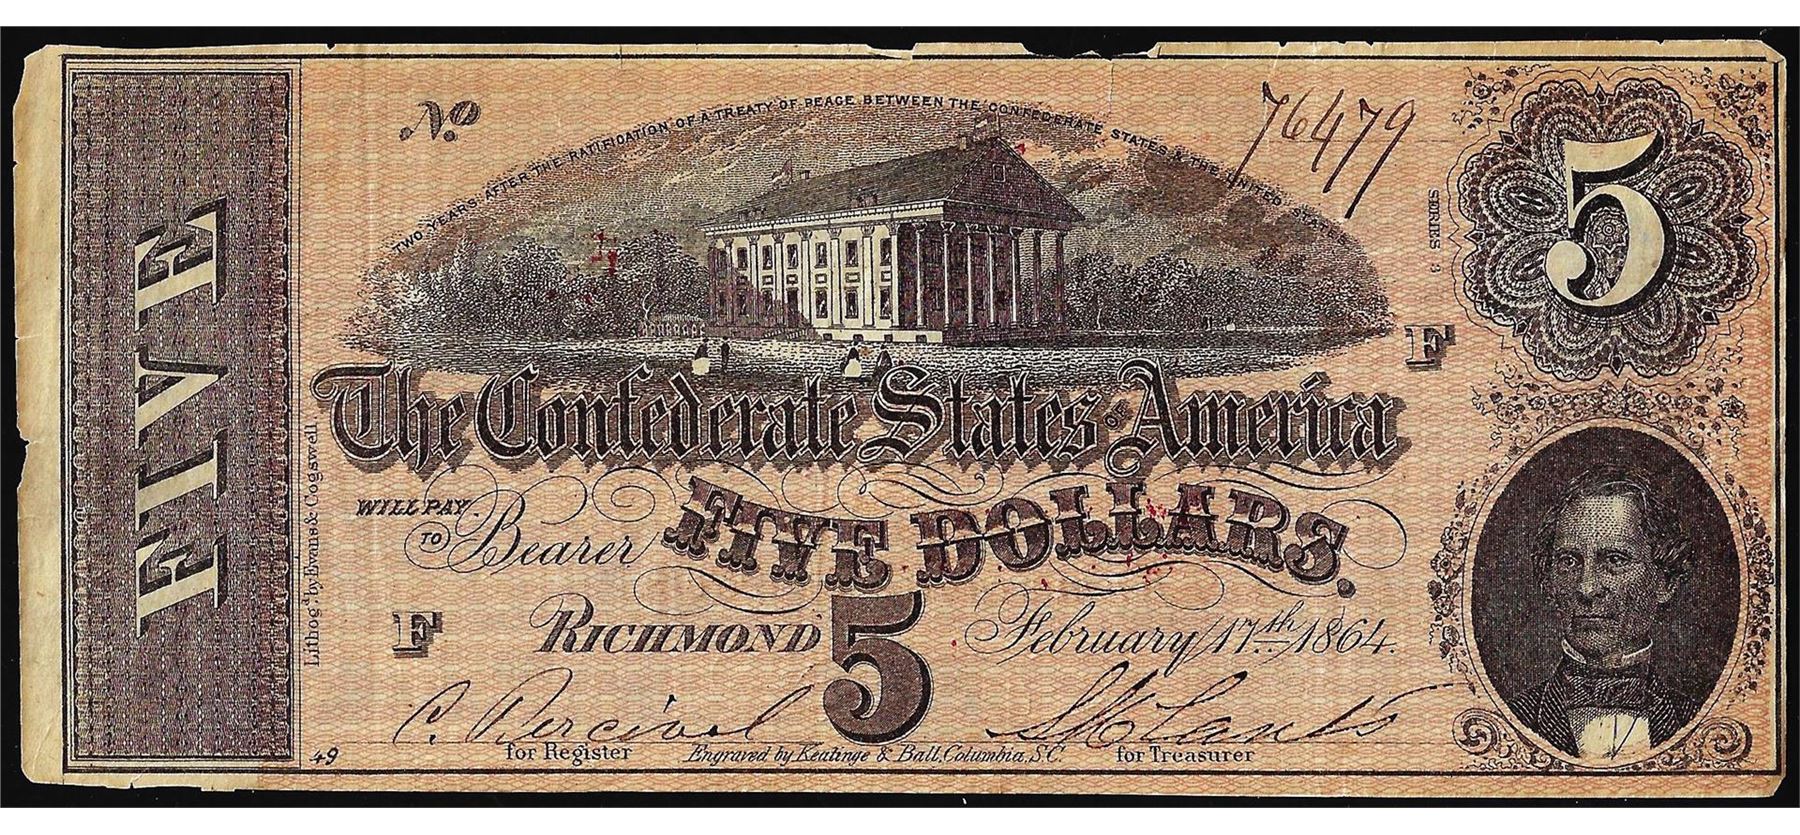 FIVE
No
76479
TWO YEARS AFTER THE RATIFICATION OF A TREATY OF PEACE BETWEEN THE CONFEDERATE STATES & THE UNITED STATES
SERIES 3
5
F
The Confederate States of America
WILL PAY
TO Bearer
FIVE DOLLARS.
F
RICHMOND
5
February 17th 1864.
C. Percival
for Register
Engraved by Keatinge & Ball, Columbia, S.C.
for Treasurer
49
Lithog'd by Evans & Cogswell